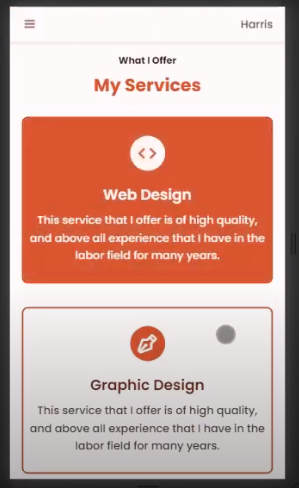 Harris
What I Offer
My Services
Web Design
This service that I offer is of high quality,
and above all experience that I have in the
labor field for many years.
Graphic Design
This service that I offer is of high quality,
and above all experience that I have in the
labor field for many years.